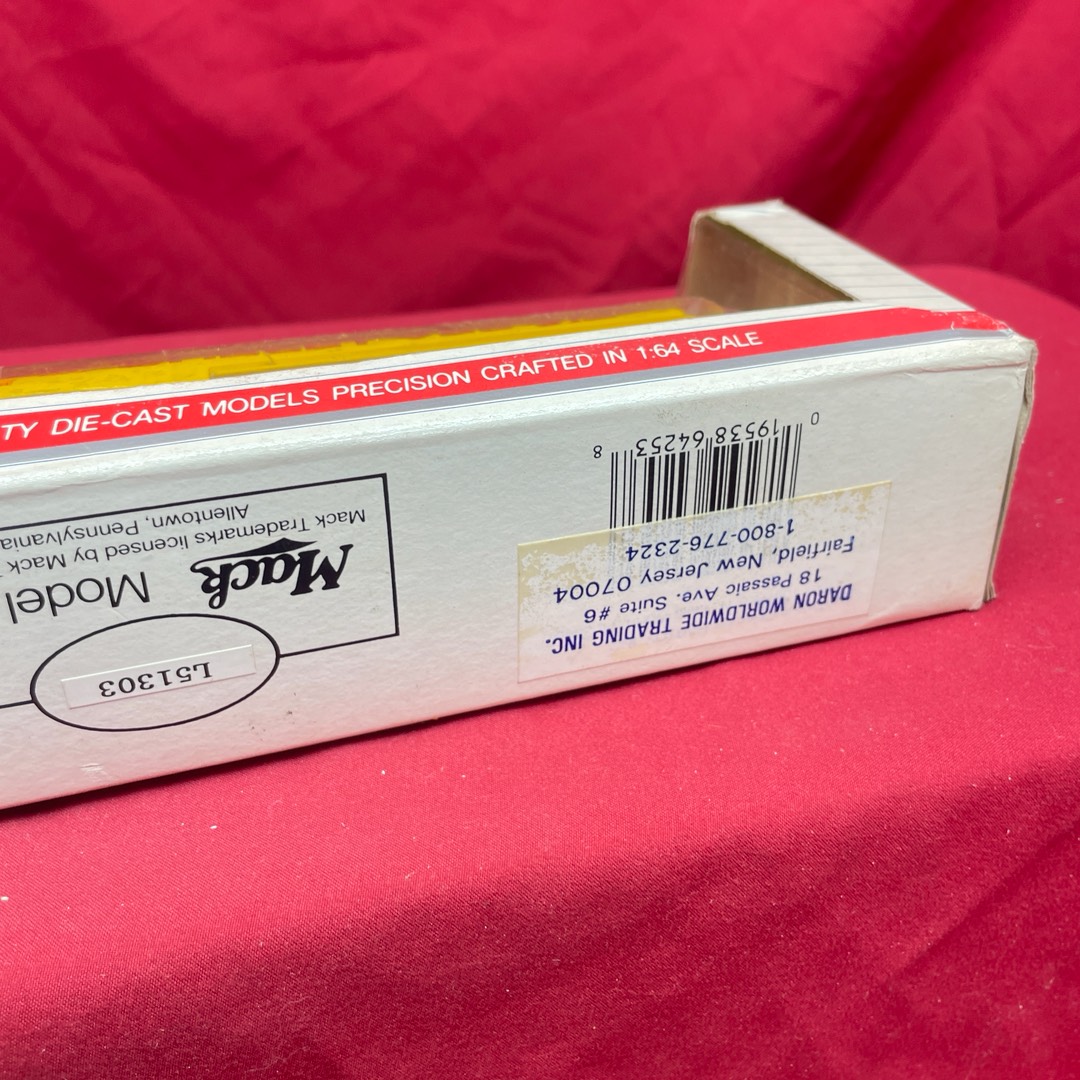 TY DIE-CAST MODELS PRECISION CRAFTED IN 1:64 SCALE
0 19538 64253 8
DARON WORLDWIDE TRADING INC.
18 Passaic Ave. Suite #6
Fairfield, New Jersey 07004
1-800-776-2324
L51303
Mack Model
Mack Trademarks licensed by Mack
Allentown, Pennsylvania